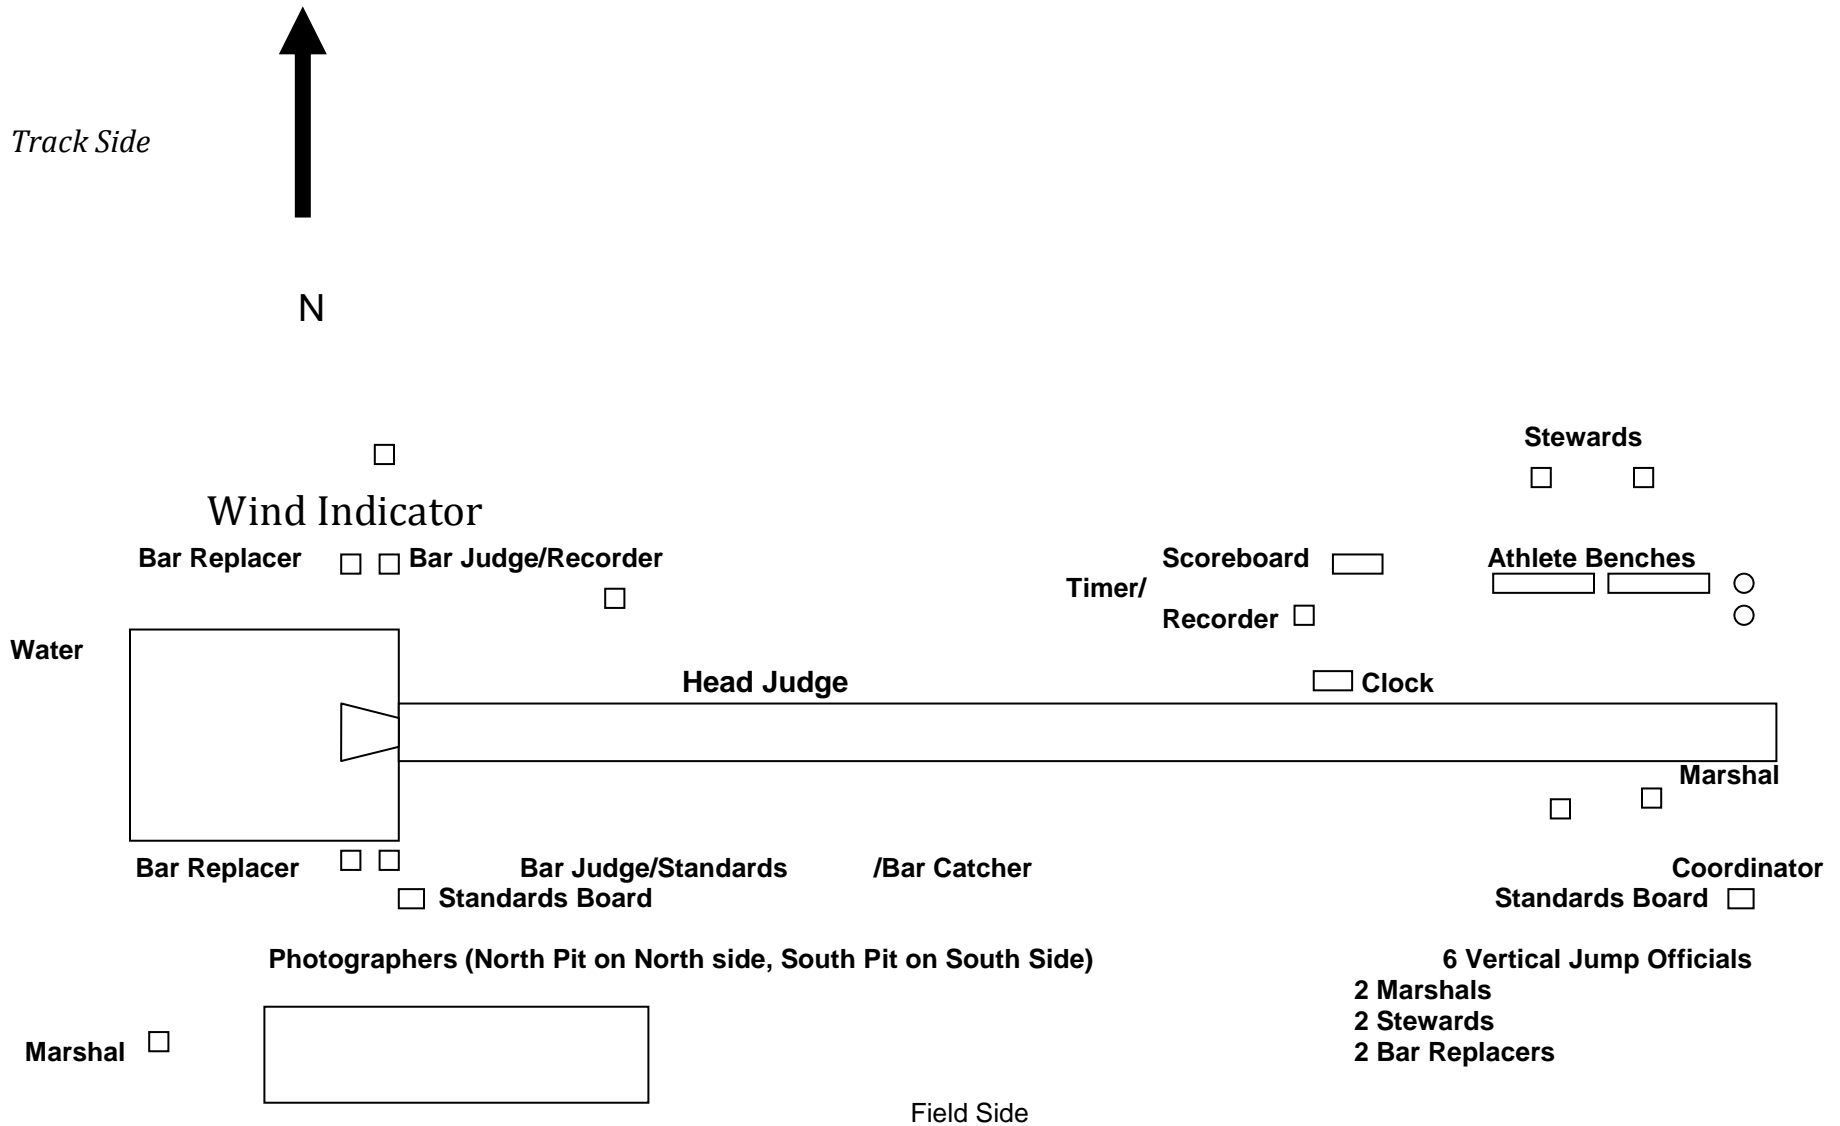 Track Side
N
Stewards
Wind Indicator
Bar Replacer Bar Judge/Recorder Scoreboard Athlete Benches
Timer/
Recorder
Water
Head Judge Clock
Marshal
Bar Replacer Bar Judge/Standards /Bar Catcher Coordinator
Standards Board Standards Board
Photographers (North Pit on North side, South Pit on South Side) 6 Vertical Jump Officials
2 Marshals
2 Stewards
Marshal 2 Bar Replacers
Field Side